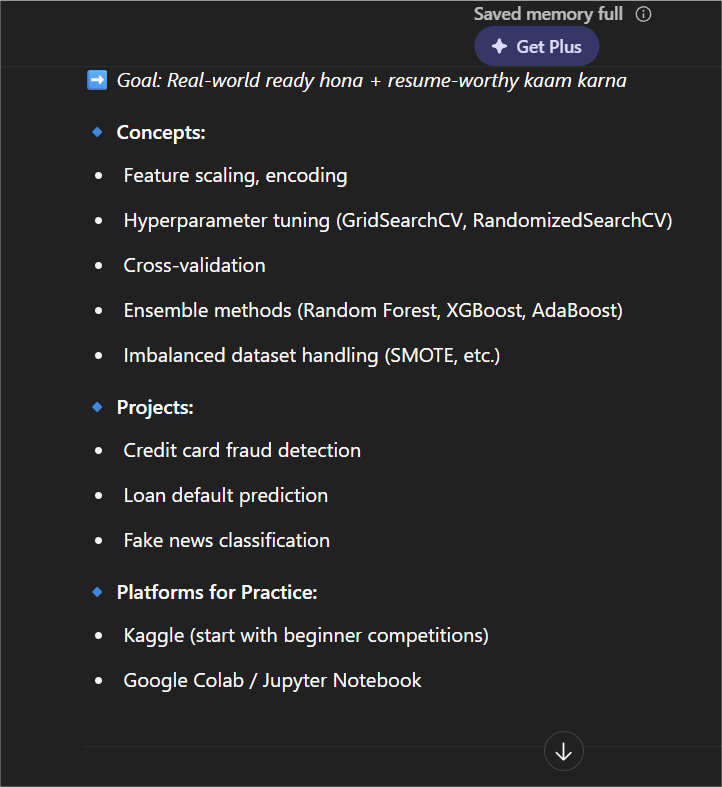 Saved memory full
Get Plus
Goal: Real-world ready hona + resume-worthy kaam karna
Concepts:
Feature scaling, encoding
Hyperparameter tuning (GridSearchCV, RandomizedSearchCV)
Cross-validation
Ensemble methods (Random Forest, XGBoost, AdaBoost)
Imbalanced dataset handling (SMOTE, etc.)
Projects:
Credit card fraud detection
Loan default prediction
Fake news classification
Platforms for Practice:
Kaggle (start with beginner competitions)
Google Colab / Jupyter Notebook